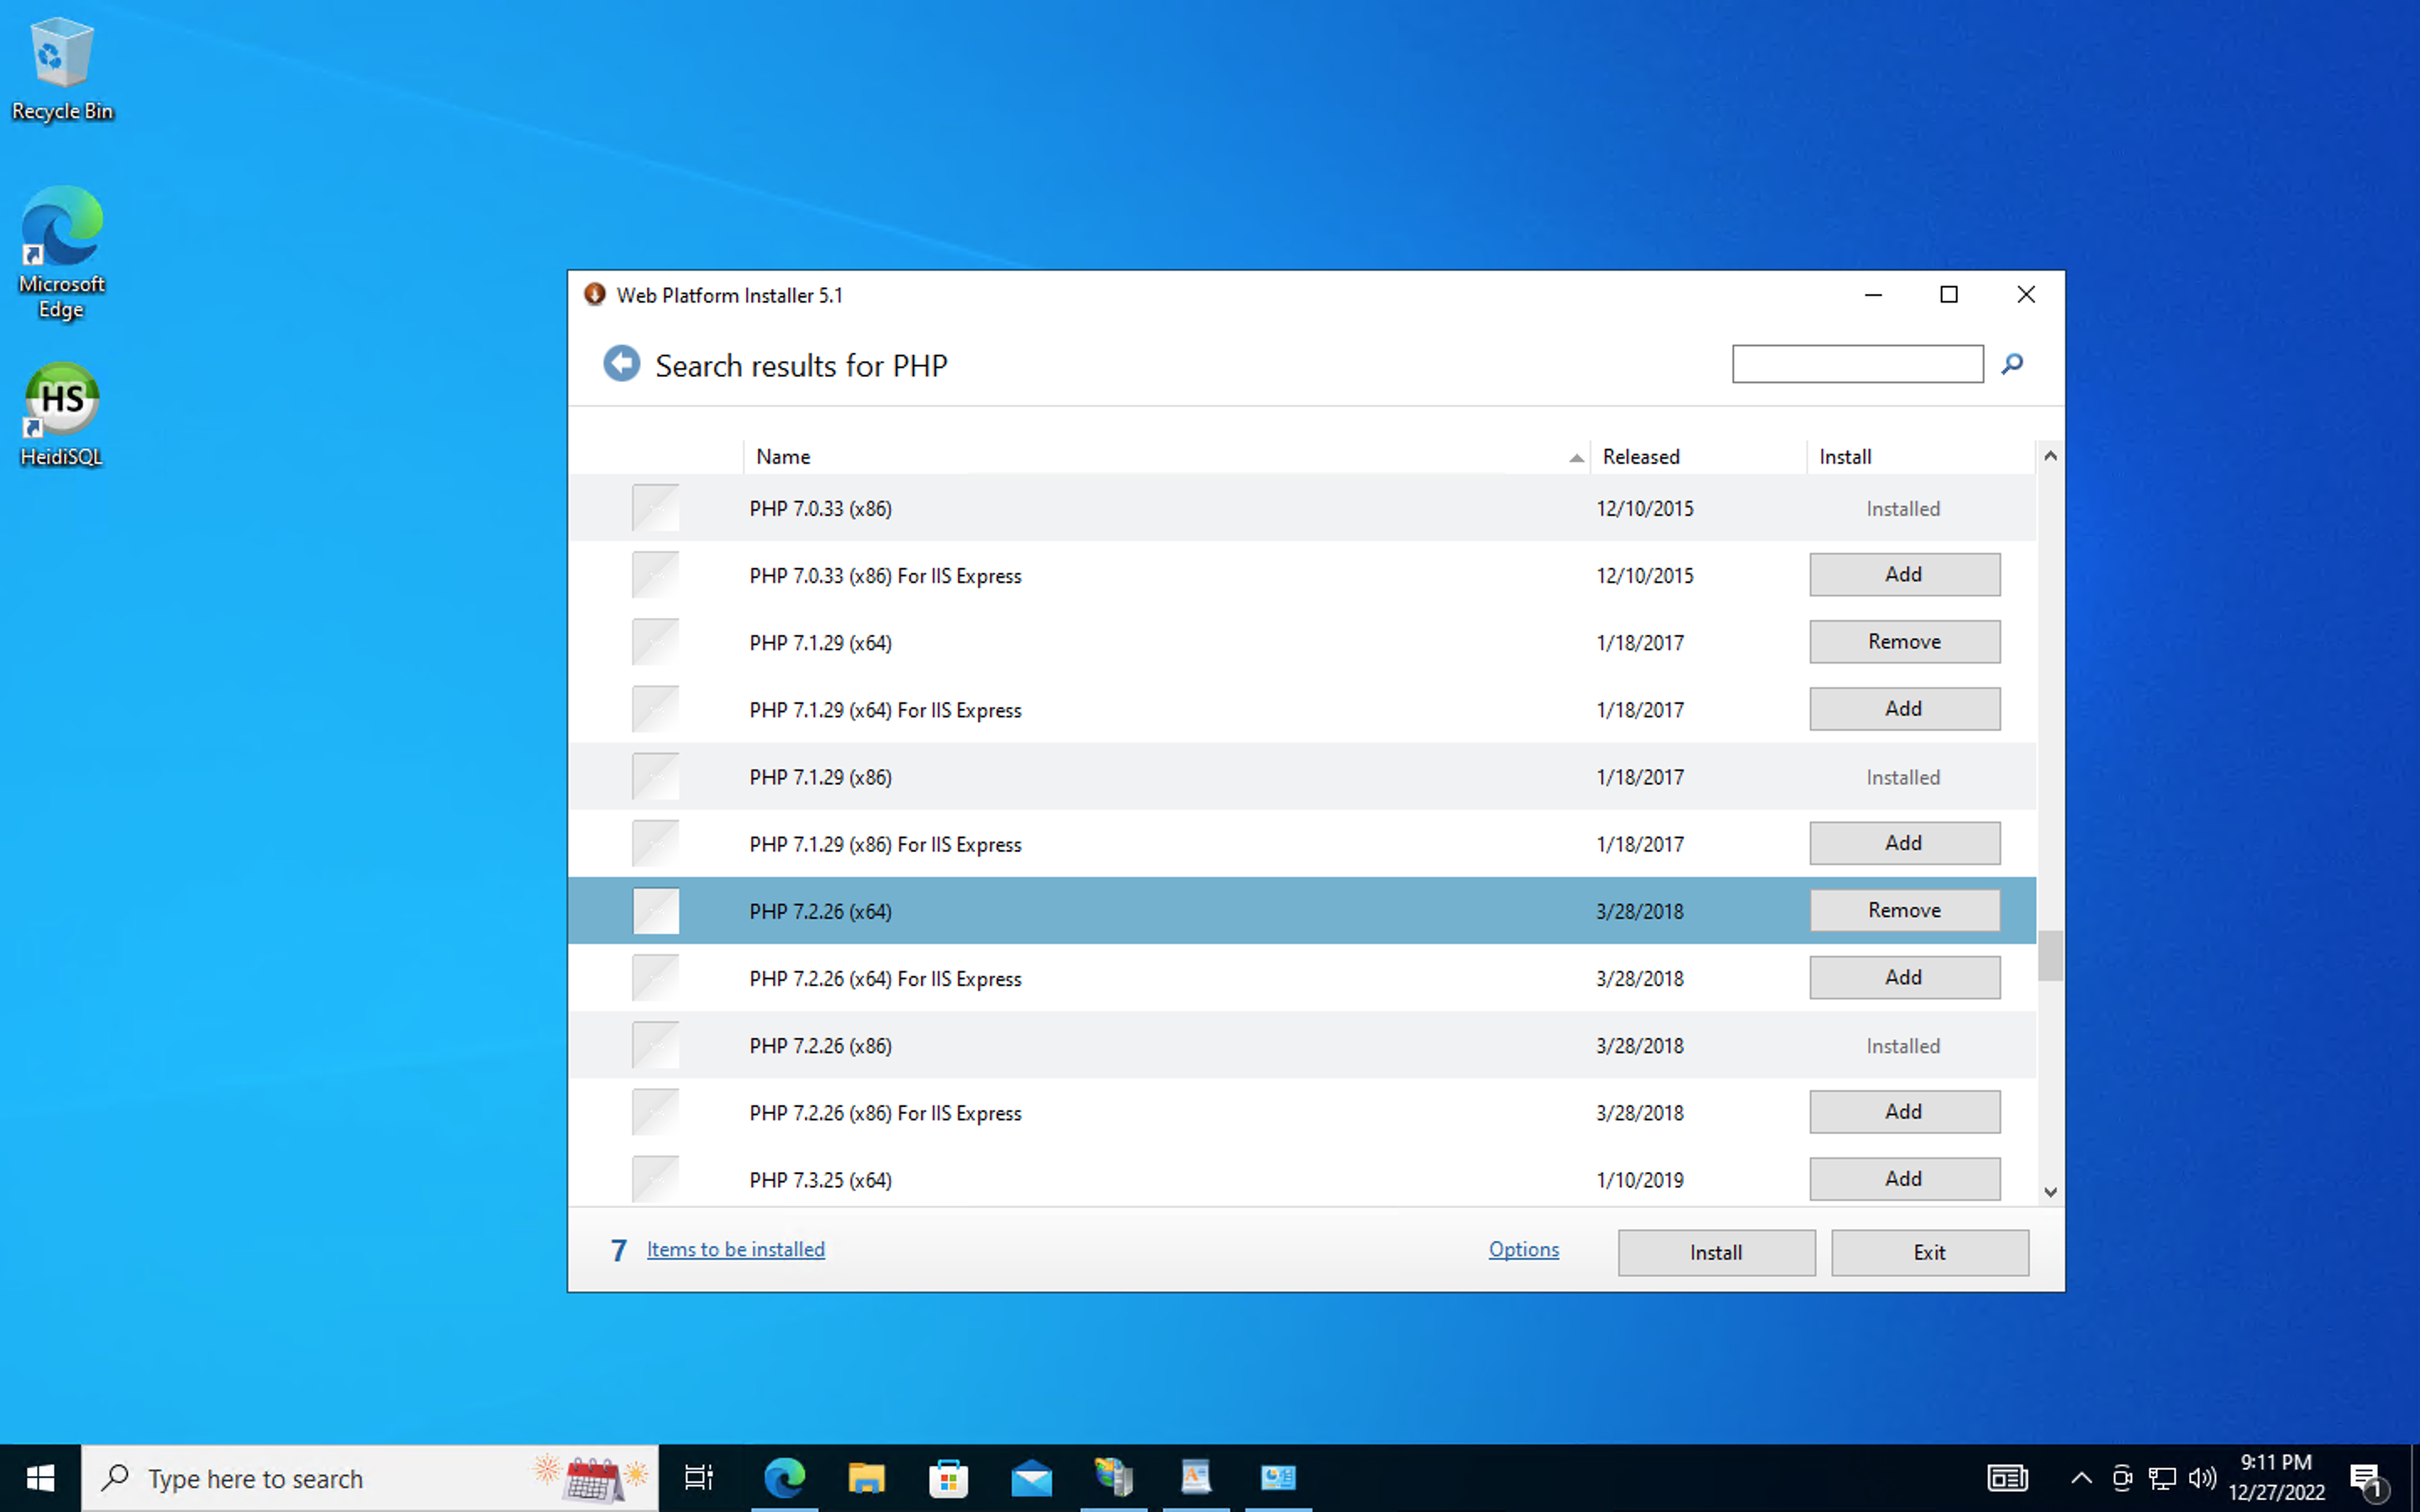 Recycle Bin
Microsoft
Edge
HS
HeidiSQL
Web Platform Installer 5.1
Search results for PHP
Name Released Install
PHP 7.0.33 (x86) 12/10/2015 Installed
PHP 7.0.33 (x86) For IIS Express 12/10/2015 Add
PHP 7.1.29 (x64) 1/18/2017 Remove
PHP 7.1.29 (x64) For IIS Express 1/18/2017 Add
PHP 7.1.29 (x86) 1/18/2017 Installed
PHP 7.1.29 (x86) For IIS Express 1/18/2017 Add
PHP 7.2.26 (x64) 3/28/2018 Remove
PHP 7.2.26 (x64) For IIS Express 3/28/2018 Add
PHP 7.2.26 (x86) 3/28/2018 Installed
PHP 7.2.26 (x86) For IIS Express 3/28/2018 Add
PHP 7.3.25 (x64) 1/10/2019 Add
7 Items to be installed Options Install Exit
Type here to search
9:11 PM
12/27/2022
1